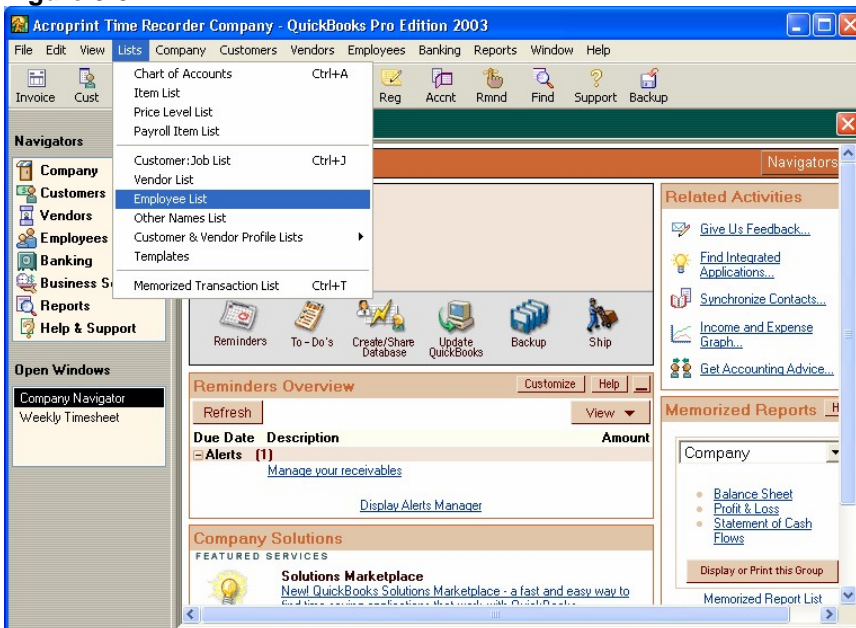 Acroprint Time Recorder Company - QuickBooks Pro Edition 2003
File Edit View Lists Company Customers Vendors Employees Banking Reports Window Help
Invoice Cust Reg Accnt Rmnd Find Support Backup
Chart of Accounts Ctrl+A
Item List
Price Level List
Payroll Item List
Customer:Job List Ctrl+J
Vendor List
Employee List
Other Names List
Customer & Vendor Profile Lists
Templates
Memorized Transaction List Ctrl+T
Navigators
Company
Customers
Vendors
Employees
Banking
Business S
Reports
Help & Support
Open Windows
Company Navigator
Weekly Timesheet
Navigators
Reminders
To-Do's
Create/Share
Database
Update
QuickBooks
Backup
Ship
Reminders Overview Customize Help
Refresh View
Due Date Description Amount
Alerts (1)
Manage your receivables
Display Alerts Manager
Company Solutions
FEATURED SERVICES
Solutions Marketplace
New! QuickBooks Solutions Marketplace - a fast and easy way to
Related Activities
Give Us Feedback...
Find Integrated
Applications...
Synchronize Contacts...
Income and Expense
Graph...
Get Accounting Advice...
Memorized Reports H
Company
Balance Sheet
Profit & Loss
Statement of Cash
Flows
Display or Print this Group
Memorized Report List